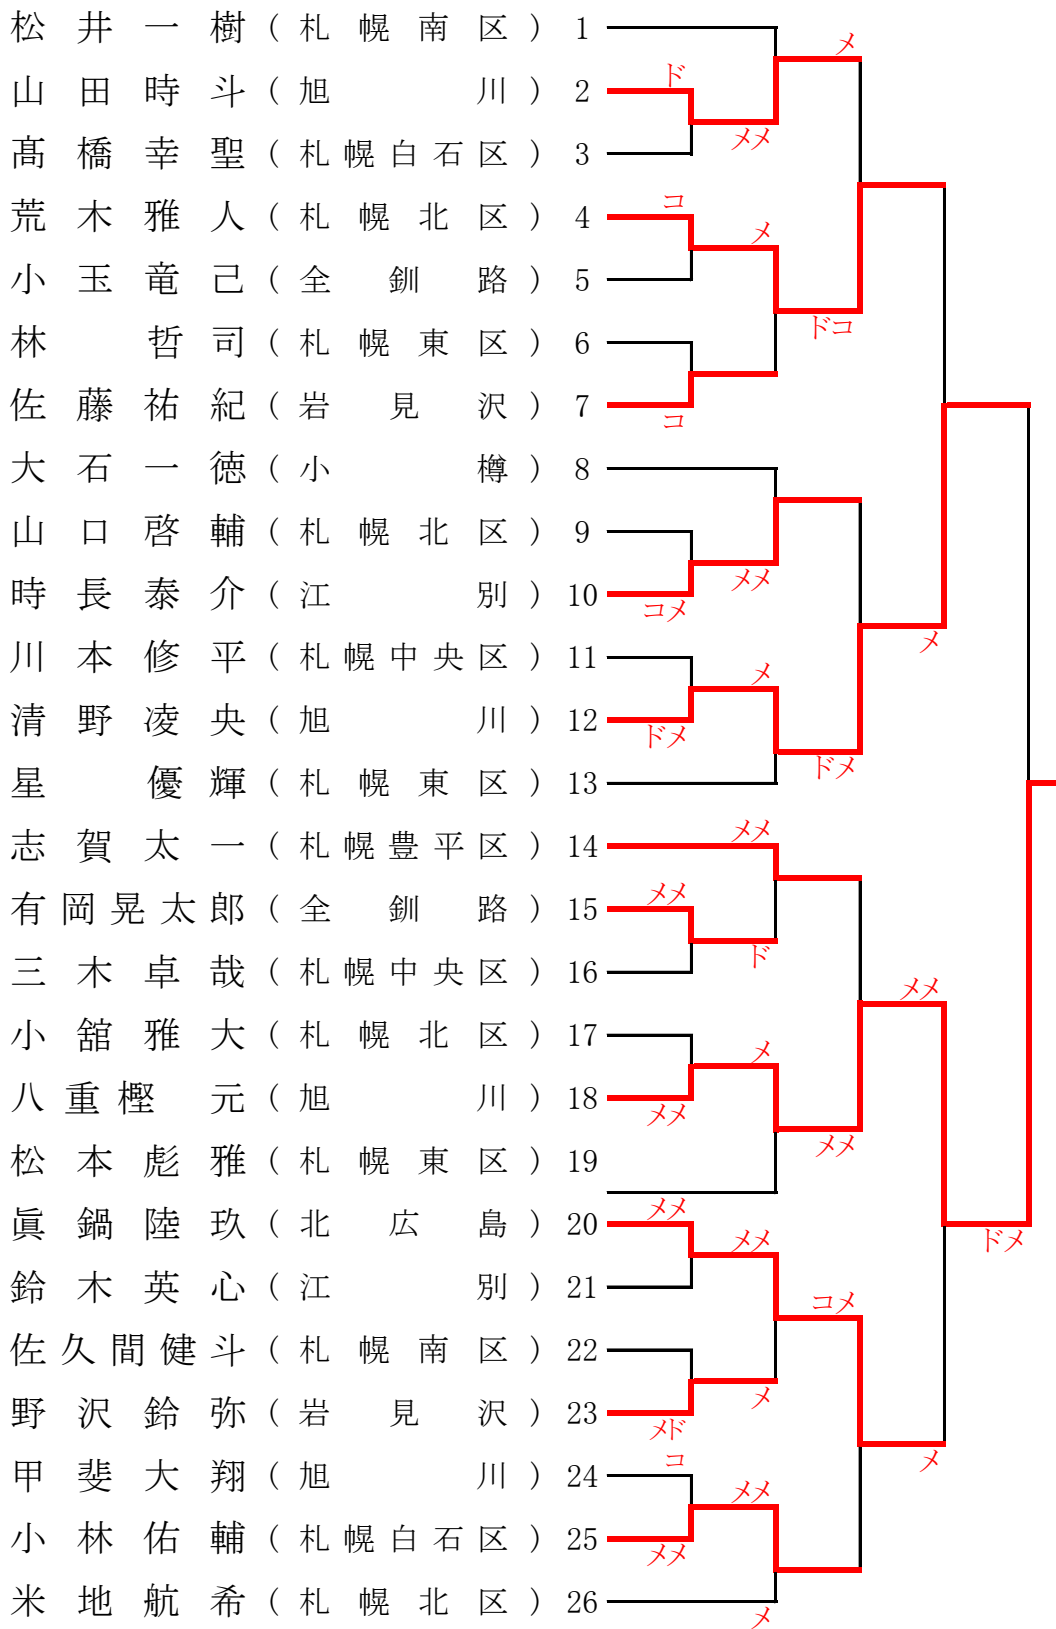 松井一樹（札幌南区）1
メ
山田時斗（旭川）2
ド
メメ
髙橋幸聖（札幌白石区）3
荒木雅人（札幌北区）4
コ
メ
小玉竜己（全釧路）5
ドコ
林哲司（札幌東区）6
佐藤祐紀（岩見沢）7
コ
大石一徳（小樽）8
山口啓輔（札幌北区）9
メメ
時長泰介（江別）10
コメ
川本修平（札幌中央区）11
メ
メ
清野凌央（旭川）12
ドメ
ドメ
星優輝（札幌東区）13
志賀太一（札幌豊平区）14
メメ
有岡晃太郎（全釧路）15
メメ
ド
三木卓哉（札幌中央区）16
メメ
小舘雅大（札幌北区）17
メ
八重樫元（旭川）18
メメ
メメ
松本彪雅（札幌東区）19
眞鍋陸玖（北広島）20
メメ
メメ
ドメ
鈴木英心（江別）21
コメ
佐久間健斗（札幌南区）22
メ
野沢鈴弥（岩見沢）23
メド
甲斐大翔（旭川）24
コ
メメ
メ
小林佑輔（札幌白石区）25
メメ
米地航希（札幌北区）26
メ